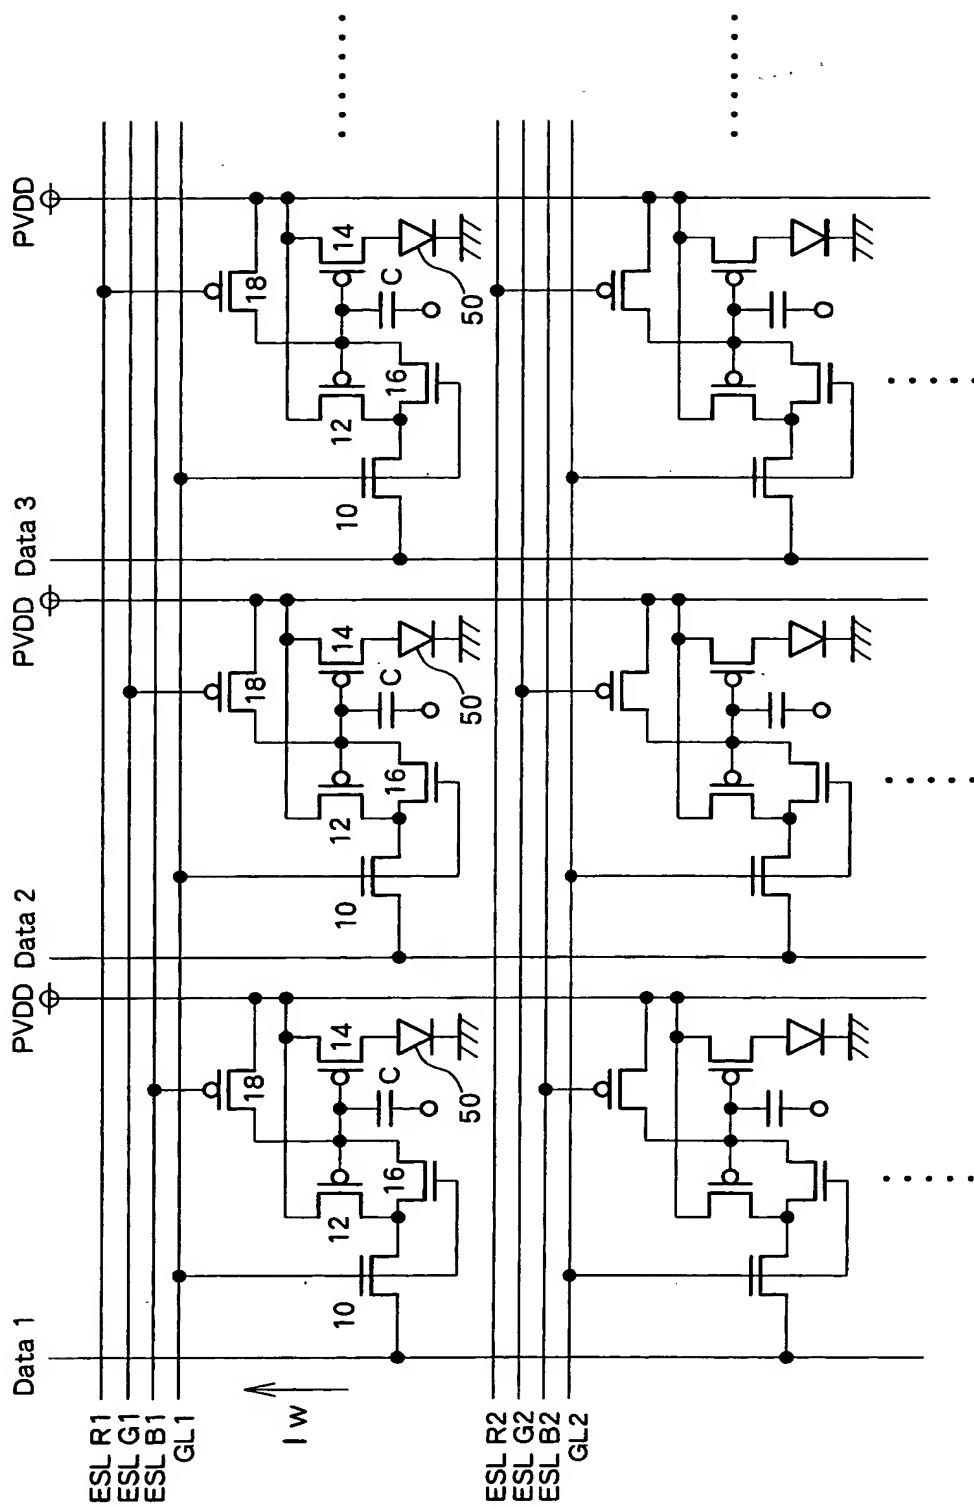 Data 1
PVDD
Data 2
PVDD
Data 3
PVDD
ESL R1
ESL G1
ESL B1
GL1
I W
10
12
16
18
14
C
50
10
12
16
18
14
C
50
10
12
16
18
14
C
50
ESL R2
ESL G2
ESL B2
GL2